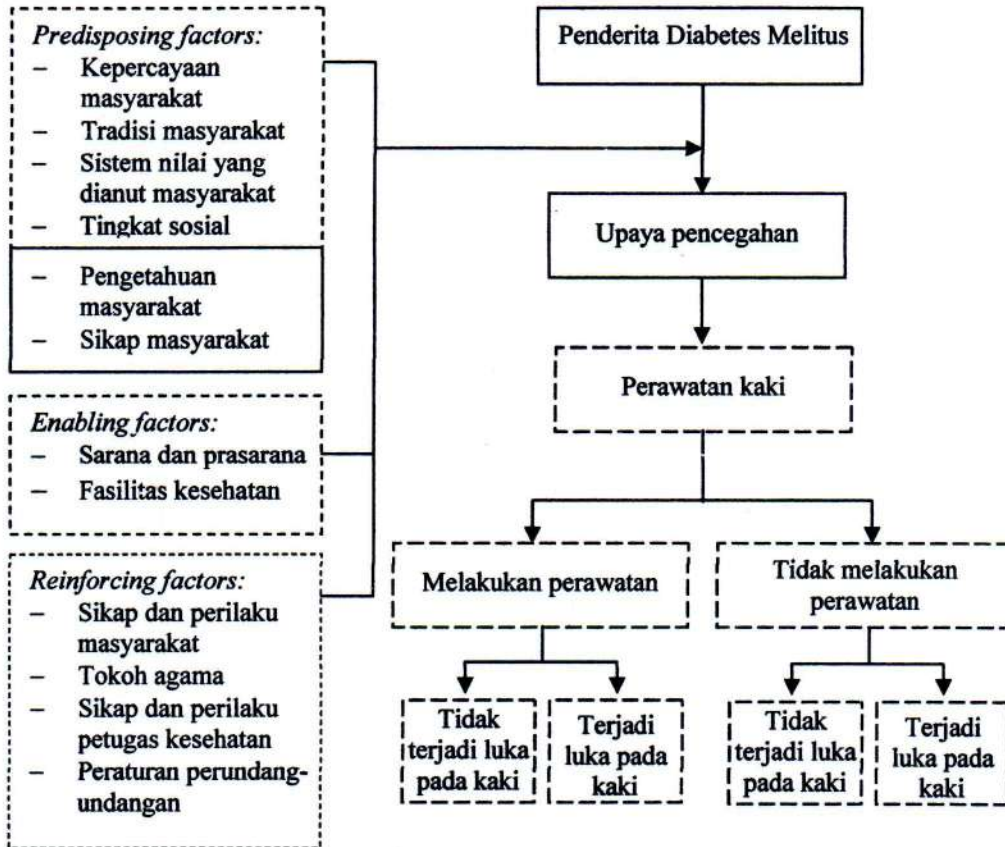 Predisposing factors:
– Kepercayaan
masyarakat
– Tradisi masyarakat
– Sistem nilai yang
dianut masyarakat
– Tingkat sosial
– Pengetahuan
masyarakat
– Sikap masyarakat
Enabling factors:
– Sarana dan prasarana
– Fasilitas kesehatan
Reinforcing factors:
– Sikap dan perilaku
masyarakat
– Tokoh agama
– Sikap dan perilaku
petugas kesehatan
– Peraturan perundang-
undangan
Penderita Diabetes Melitus
Upaya pencegahan
Perawatan kaki
Melakukan perawatan
Tidak melakukan
perawatan
Tidak
terjadi luka
pada kaki
Terjadi
luka pada
kaki
Tidak
terjadi luka
pada kaki
Terjadi
luka pada
kaki